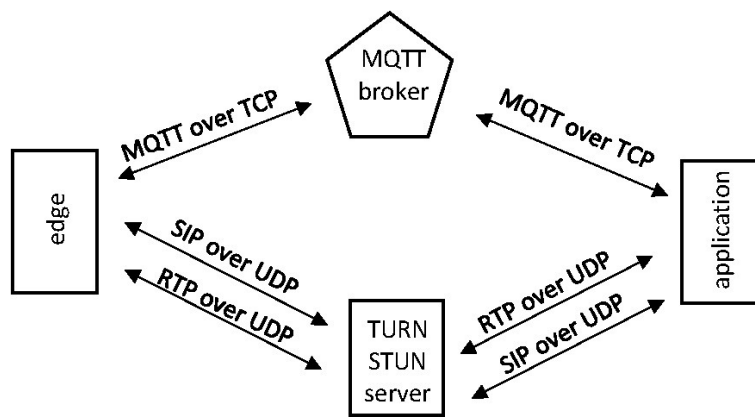 MQTT
broker
MQTT over TCP
MQTT over TCP
edge
application
SIP over UDP
RTP over UDP
RTP over UDP
SIP over UDP
TURN
STUN
server